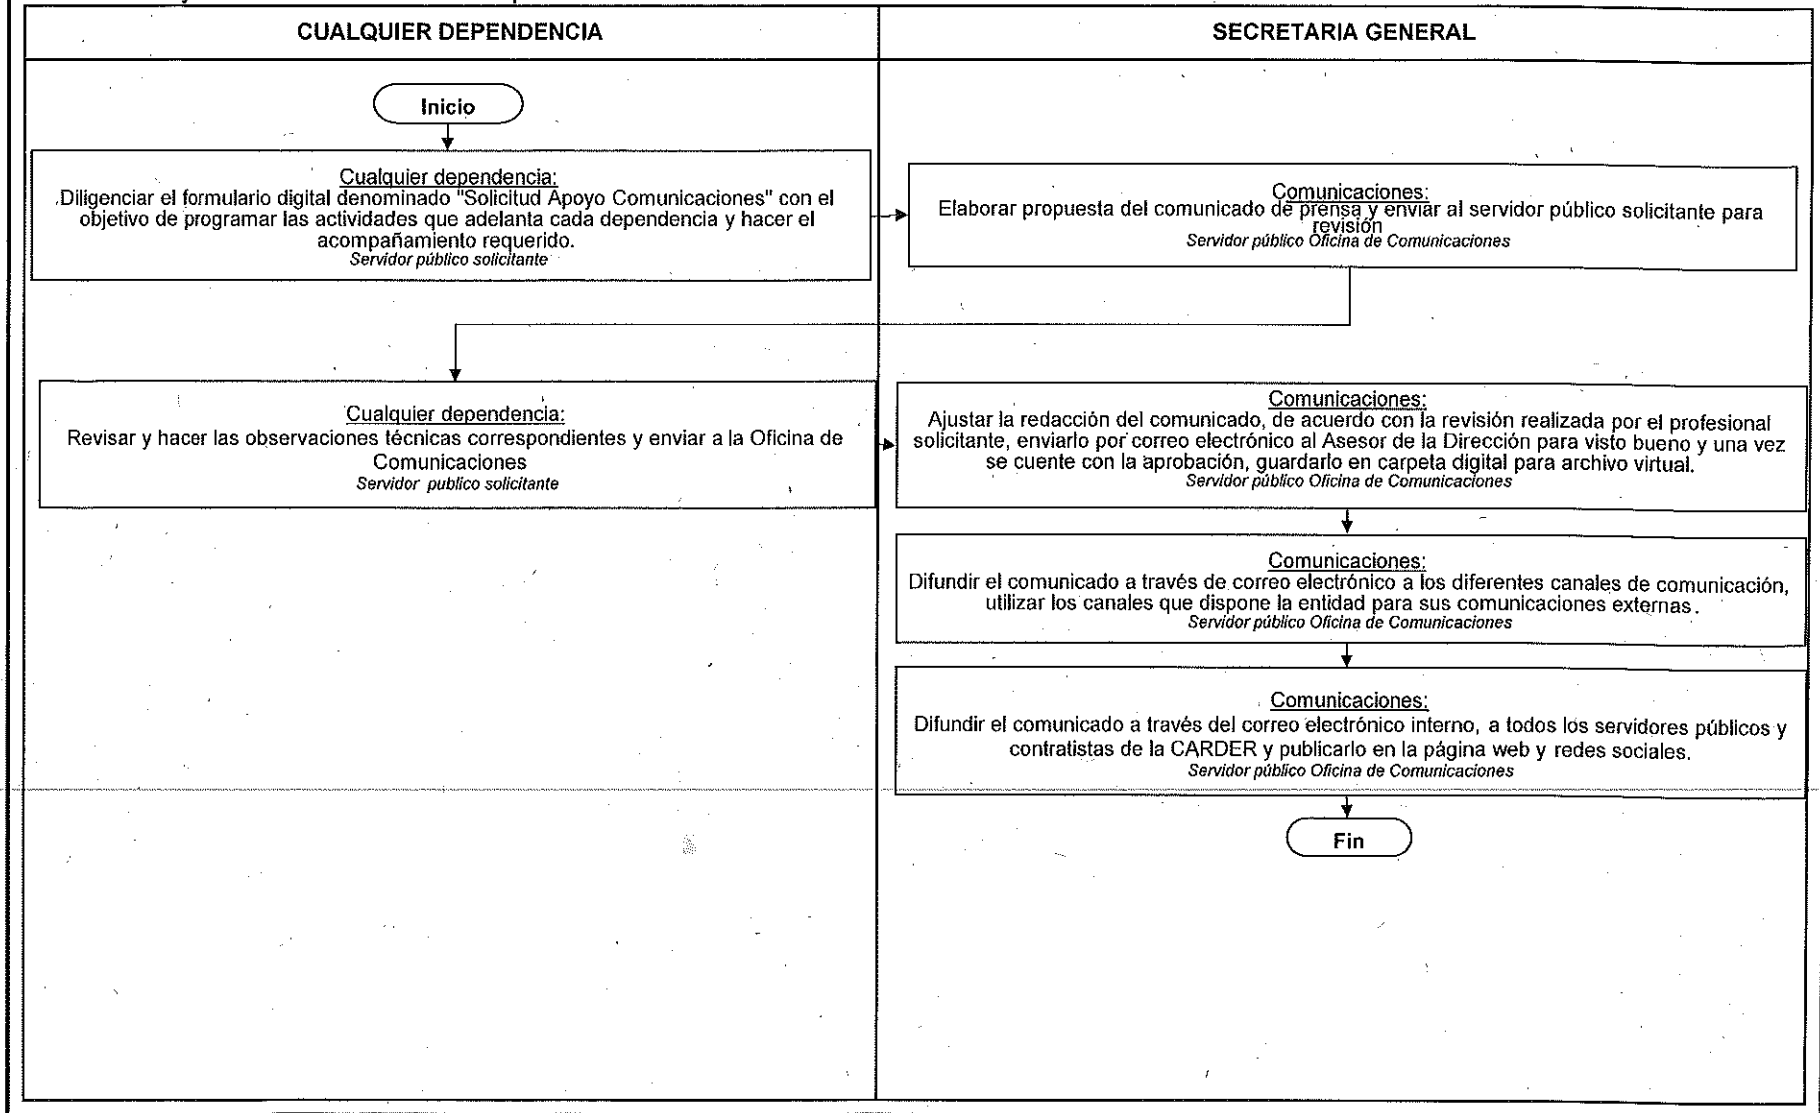 CUALQUIER DEPENDENCIA
SECRETARIA GENERAL
Inicio
Cualquier dependencia:
Diligenciar el formulario digital denominado "Solicitud Apoyo Comunicaciones" con el
objetivo de programar las actividades que adelanta cada dependencia y hacer el
acompañamiento requerido.
Servidor público solicitante
Comunicaciones:
Elaborar propuesta del comunicado de prensa y enviar al servidor público solicitante para
revisión
Servidor público Oficina de Comunicaciones
Cualquier dependencia:
Revisar y hacer las observaciones técnicas correspondientes y enviar a la Oficina de
Comunicaciones
Servidor publico solicitante
Comunicaciones:
Ajustar la redacción del comunicado, de acuerdo con la revisión realizada por el profesional
solicitante, enviarlo por correo electrónico al Asesor de la Dirección para visto bueno y una vez
se cuente con la aprobación, guardarlo en carpeta digital para archivo virtual.
Servidor público Oficina de Comunicaciones
Comunicaciones:
Difundir el comunicado a través de correo electrónico a los diferentes canales de comunicación,
utilizar los canales que dispone la entidad para sus comunicaciones externas.
Servidor público Oficina de Comunicaciones
Comunicaciones:
Difundir el comunicado a través del correo electrónico interno, a todos los servidores públicos y
contratistas de la CARDER y publicarlo en la página web y redes sociales.
Servidor público Oficina de Comunicaciones
Fin